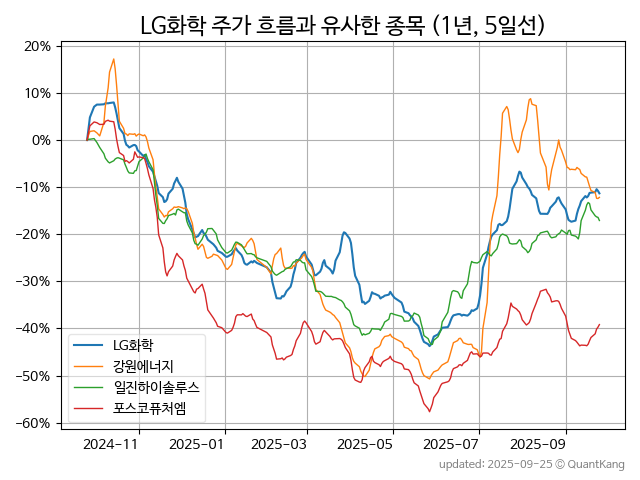 LG화학 주가 흐름과 유사한 종목 (1년, 5일선)
20%
10%
0%
−10%
−20%
−30%
−40%
−50%
−60%
LG화학
강원에너지
일진하이솔루스
포스코퓨처엠
2024-11
2025-01
2025-03
2025-05
2025-07
2025-09
updated: 2025-09-25 © QuantKang